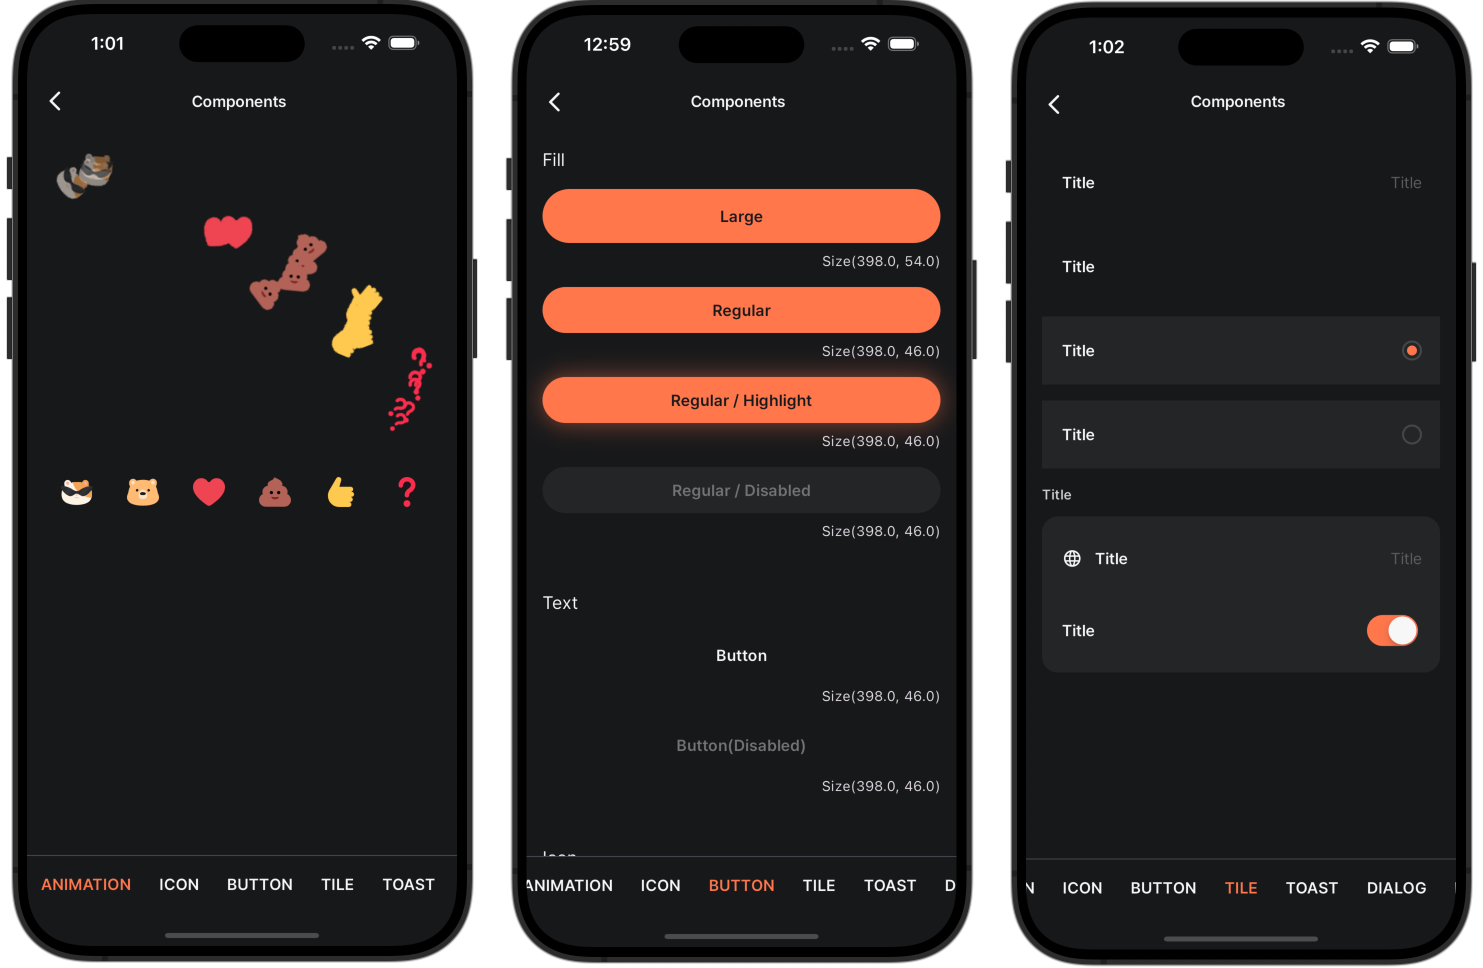 1:01
Components
ANIMATION ICON BUTTON TILE TOAST
12:59
Components
Fill
Large
Size(398.0, 54.0)
Regular
Size(398.0, 46.0)
Regular / Highlight
Size(398.0, 46.0)
Regular / Disabled
Size(398.0, 46.0)
Text
Button
Size(398.0, 46.0)
Button(Disabled)
Size(398.0, 46.0)
Icon
ANIMATION ICON BUTTON TILE TOAST D
1:02
Components
Title Title
Title
Title
Title
Title
Title Title
Title
N ICON BUTTON TILE TOAST DIALOG